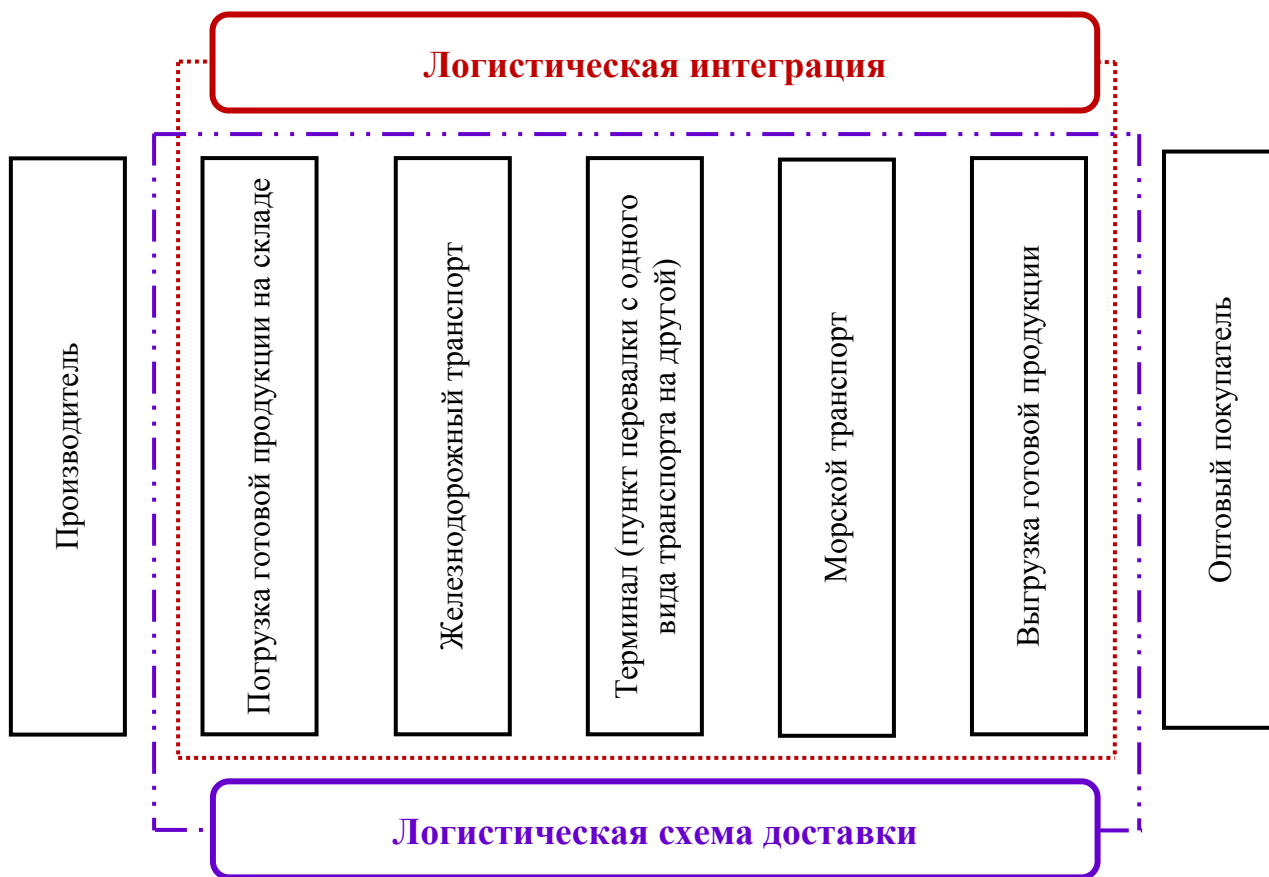 Логистическая интеграция
Производитель
Погрузка готовой продукции на складе
Железнодорожный транспорт
Терминал (пункт перевалки с одного
вида транспорта на другой)
Морской транспорт
Выгрузка готовой продукции
Оптовый покупатель
Логистическая схема доставки